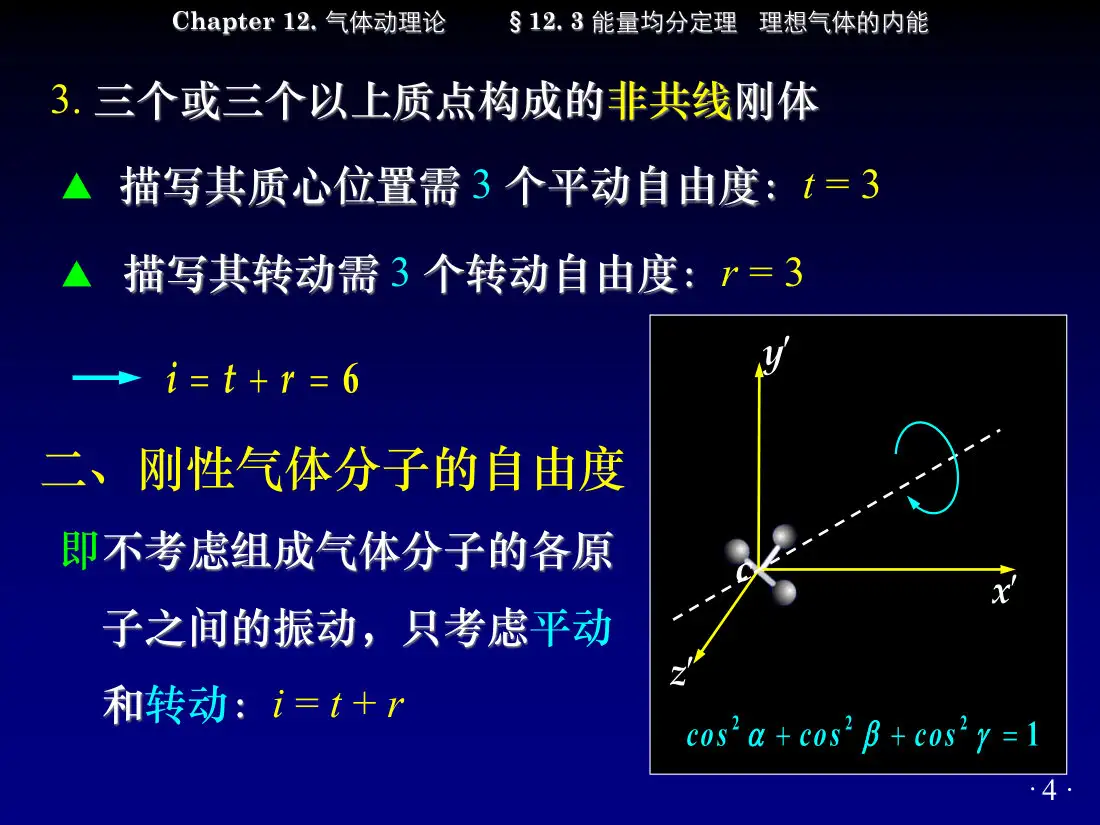 Chapter 12. 气体动理论 §12. 3 能量均分定理 理想气体的内能
3. 三个或三个以上质点构成的非共线刚体
▲ 描写其质心位置需 3 个平动自由度：t = 3
▲ 描写其转动需 3 个转动自由度：r = 3
i = t + r = 6
二、刚性气体分子的自由度
即不考虑组成气体分子的各原
子之间的振动，只考虑平动
和转动：i = t + r
y′
c
x′
z′
cos² α + cos² β + cos² γ = 1
· 4 ·